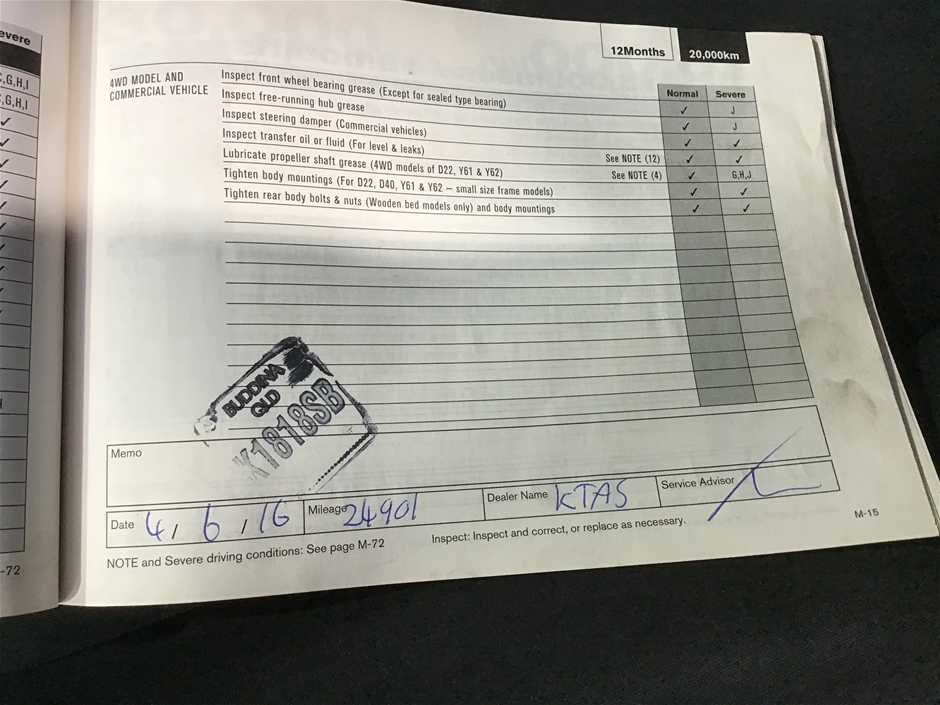 evere
C,G,H,I
C,G,H,I
-72
12Months
20,000km
4WD MODEL AND
COMMERCIAL VEHICLE
Normal Severe
Inspect front wheel bearing grease (Except for sealed type bearing) ✓ J
Inspect free-running hub grease ✓ J
Inspect steering damper (Commercial vehicles) ✓ ✓
Inspect transfer oil or fluid (For level & leaks) See NOTE (12) ✓ ✓
Lubricate propeller shaft grease (4WD models of D22, Y61 & Y62) See NOTE (4) ✓ G,H,J
Tighten body mountings (For D22, D40, Y61 & Y62 – small size frame models) ✓ ✓
Tighten rear body bolts & nuts (Wooden bed models only) and body mountings ✓ ✓
BUDDINA
QLD
K1818SB
Memo
Date 4/6/16 Mileage 24901 Dealer Name KTAS Service Advisor
NOTE and Severe driving conditions: See page M-72 Inspect: Inspect and correct, or replace as necessary.
M-15